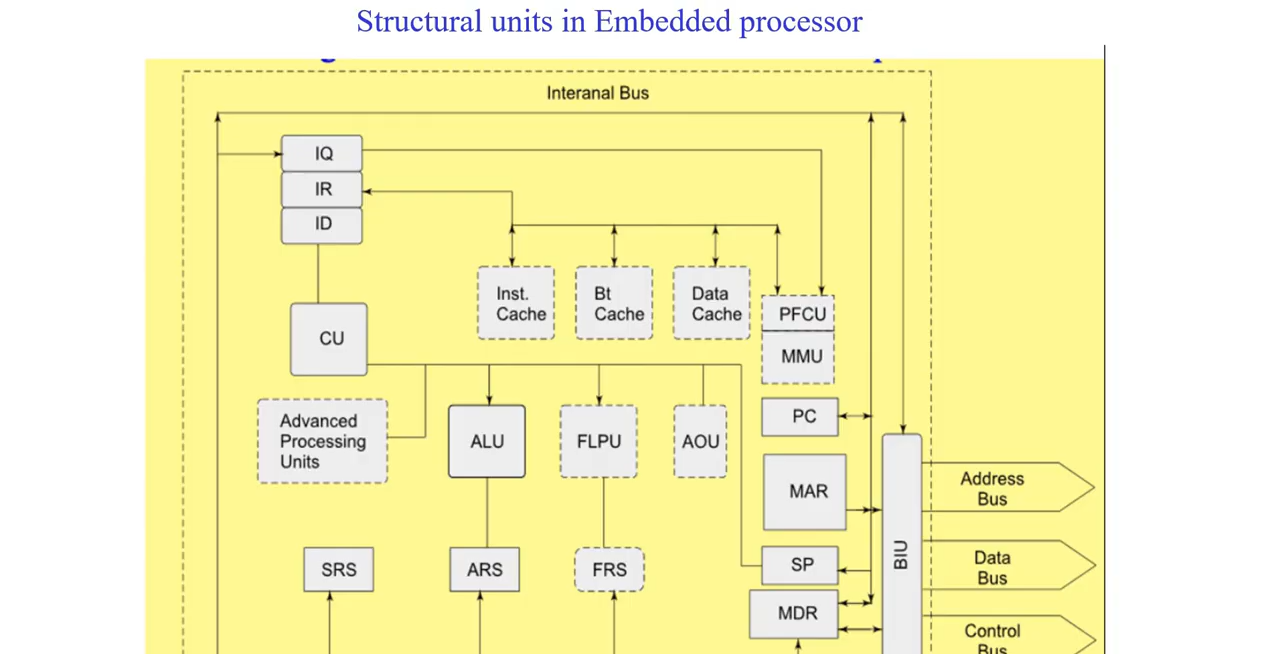 Structural units in Embedded processor
Interanal Bus
IQ
IR
ID
Inst.
Cache
Bt
Cache
Data
Cache
PFCU
MMU
CU
PC
Advanced
Processing
Units
ALU
FLPU
AOU
MAR
Address
Bus
BIU
SP
Data
Bus
SRS
ARS
FRS
MDR
Control
Bus